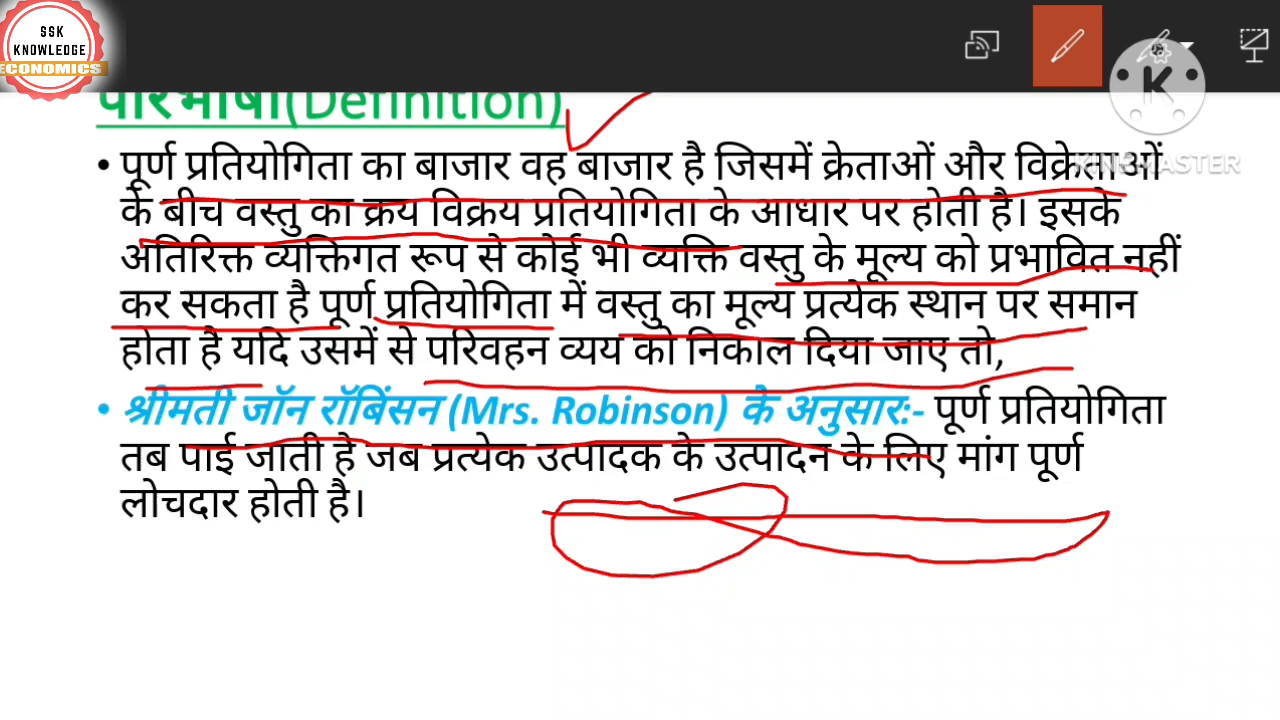 SSK
KNOWLEDGE
ECONOMICS
K
KINEMASTER
परिभाषा(Definition)
• पूर्ण प्रतियोगिता का बाजार वह बाजार है जिसमें क्रेताओं और विक्रेताओं
के बीच वस्तु का क्रय विक्रय प्रतियोगिता के आधार पर होती है। इसके
अतिरिक्त व्यक्तिगत रूप से कोई भी व्यक्ति वस्तु के मूल्य को प्रभावित नहीं
कर सकता है पूर्ण प्रतियोगिता में वस्तु का मूल्य प्रत्येक स्थान पर समान
होता है यदि उसमें से परिवहन व्यय को निकाल दिया जाए तो,
• श्रीमती जॉन रॉबिंसन (Mrs. Robinson) के अनुसार:- पूर्ण प्रतियोगिता
तब पाई जाती है जब प्रत्येक उत्पादक के उत्पादन के लिए मांग पूर्ण
लोचदार होती है।